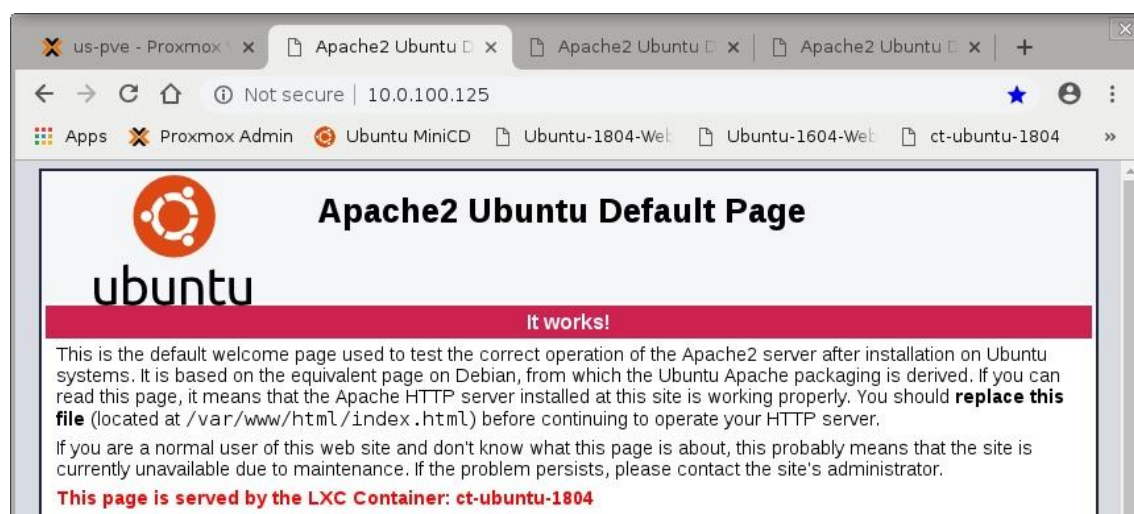 us-pve - Proxmox
Apache2 Ubuntu D
Apache2 Ubuntu D
Apache2 Ubuntu D
Not secure | 10.0.100.125
Apps
Proxmox Admin
Ubuntu MiniCD
Ubuntu-1804-Web
Ubuntu-1604-Web
ct-ubuntu-1804
»
ubuntu
Apache2 Ubuntu Default Page
It works!
This is the default welcome page used to test the correct operation of the Apache2 server after installation on Ubuntu
systems. It is based on the equivalent page on Debian, from which the Ubuntu Apache packaging is derived. If you can
read this page, it means that the Apache HTTP server installed at this site is working properly. You should replace this
file (located at /var/www/html/index.html) before continuing to operate your HTTP server.
If you are a normal user of this web site and don't know what this page is about, this probably means that the site is
currently unavailable due to maintenance. If the problem persists, please contact the site's administrator.
This page is served by the LXC Container: ct-ubuntu-1804